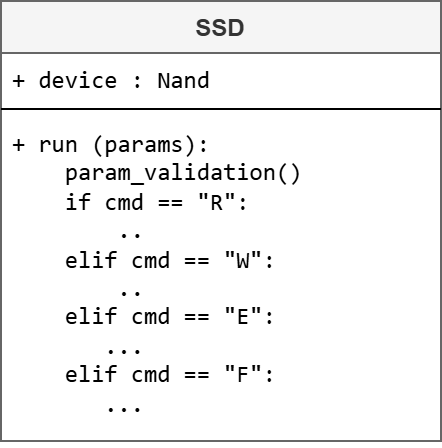 SSD
+ device : Nand
+ run (params):
    param_validation()
    if cmd == "R":
        ..
    elif cmd == "W":
        ..
    elif cmd == "E":
       ...
    elif cmd == "F":
       ...